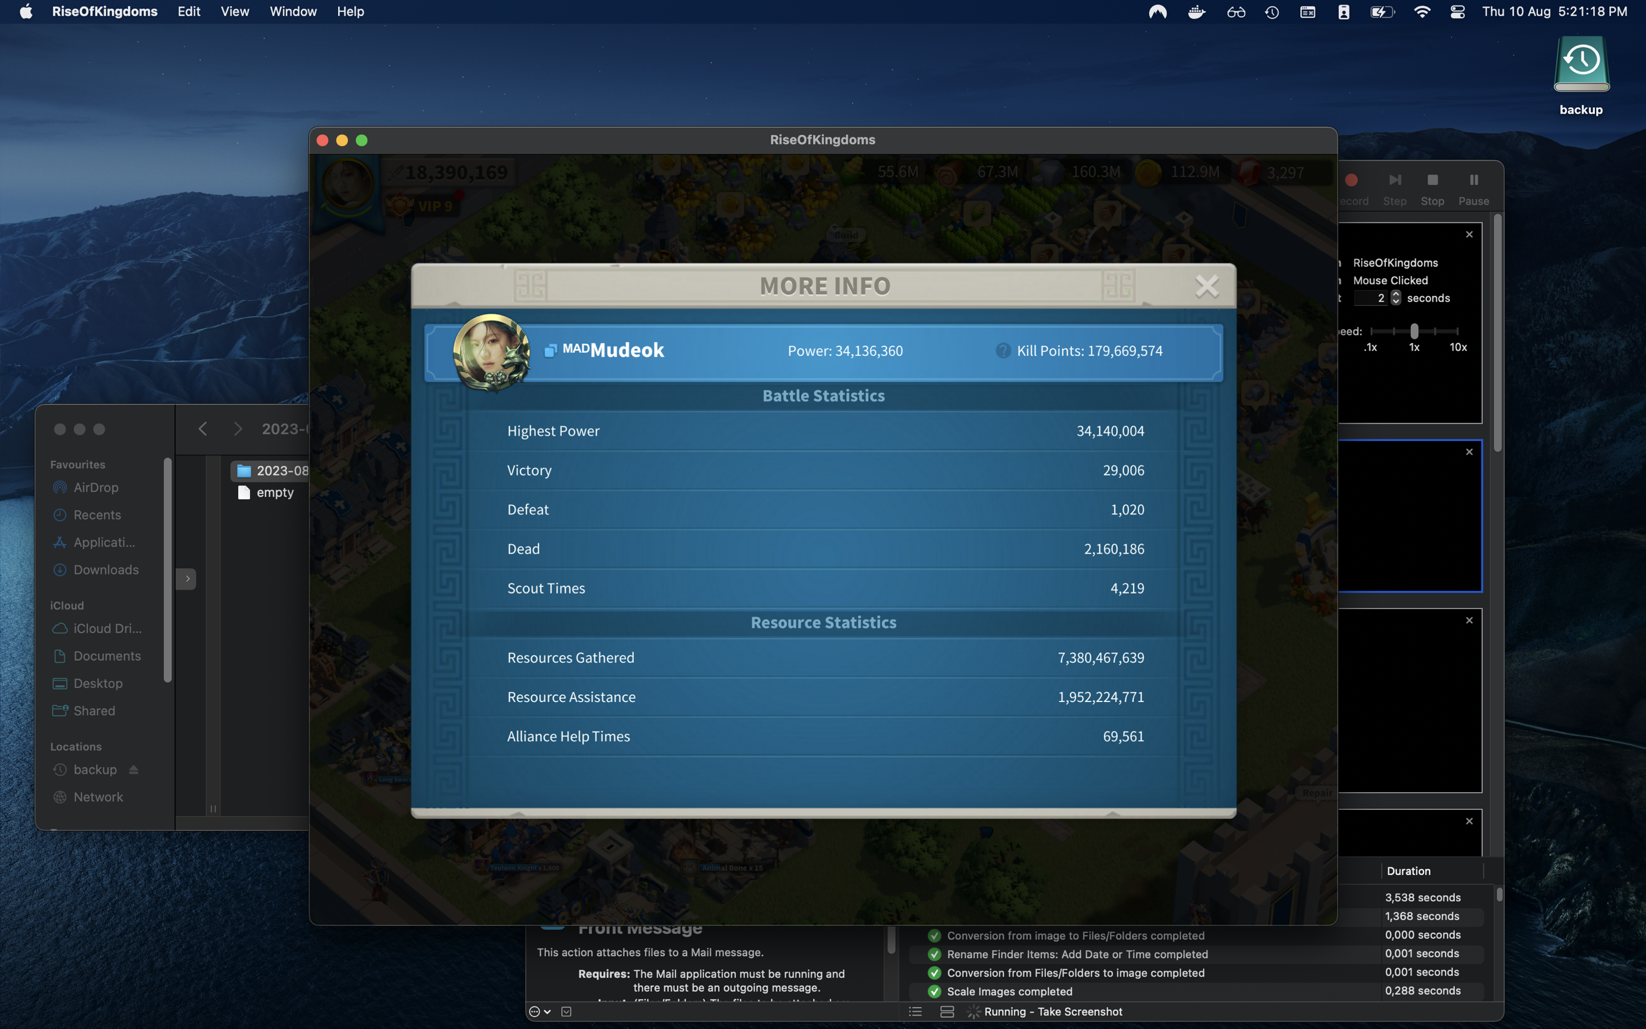 RiseOfKingdoms Edit View Window Help
Thu 10 Aug 5:21:18 PM
backup
RiseOfKingdoms
18,390,169
55.6M 67.3M 160.3M 112.9M 3,297
VIP 9
MORE INFO
MADMudeok
Power: 34,136,360
Kill Points: 179,669,574
Battle Statistics
Highest Power 34,140,004
Victory 29,006
Defeat 1,020
Dead 2,160,186
Scout Times 4,219
Resource Statistics
Resources Gathered 7,380,467,639
Resource Assistance 1,952,224,771
Alliance Help Times 69,561
Repair
2023-0
Favourites
AirDrop
Recents
Applicati...
Downloads
iCloud
iCloud Dri...
Documents
Desktop
Shared
Locations
backup
Network
2023-08
empty
ecord Step Stop Pause
RiseOfKingdoms
Mouse Clicked
2 seconds
eed:
.1x 1x 10x
Duration
3,538 seconds
1,368 seconds
Conversion from image to Files/Folders completed 0,000 seconds
Rename Finder Items: Add Date or Time completed 0,001 seconds
Conversion from Files/Folders to image completed 0,001 seconds
Scale Images completed 0,288 seconds
Running - Take Screenshot
Front Message
This action attaches files to a Mail message.
Requires: The Mail application must be running and
there must be an outgoing message.